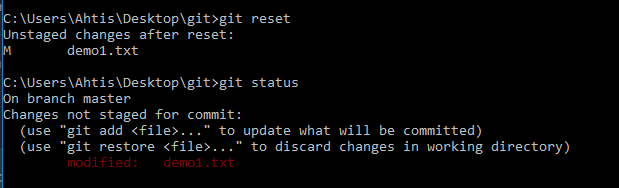 C:\Users\Ahtis\Desktop\git>git reset
Unstaged changes after reset:
M       demo1.txt
C:\Users\Ahtis\Desktop\git>git status
On branch master
Changes not staged for commit:
  (use "git add <file>..." to update what will be committed)
  (use "git restore <file>..." to discard changes in working directory)
        modified:   demo1.txt